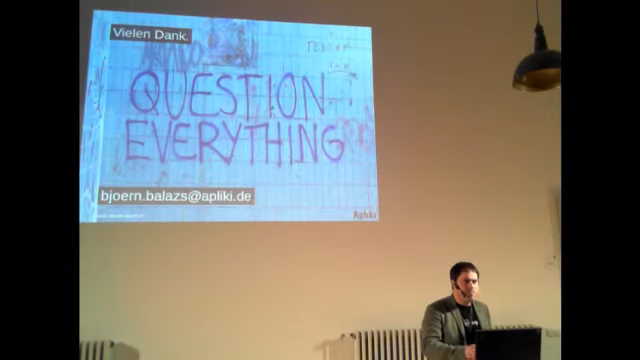 Vielen Dank.
QUESTION
EVERYTHING
bjoern.balazs@apliki.de
Apliki